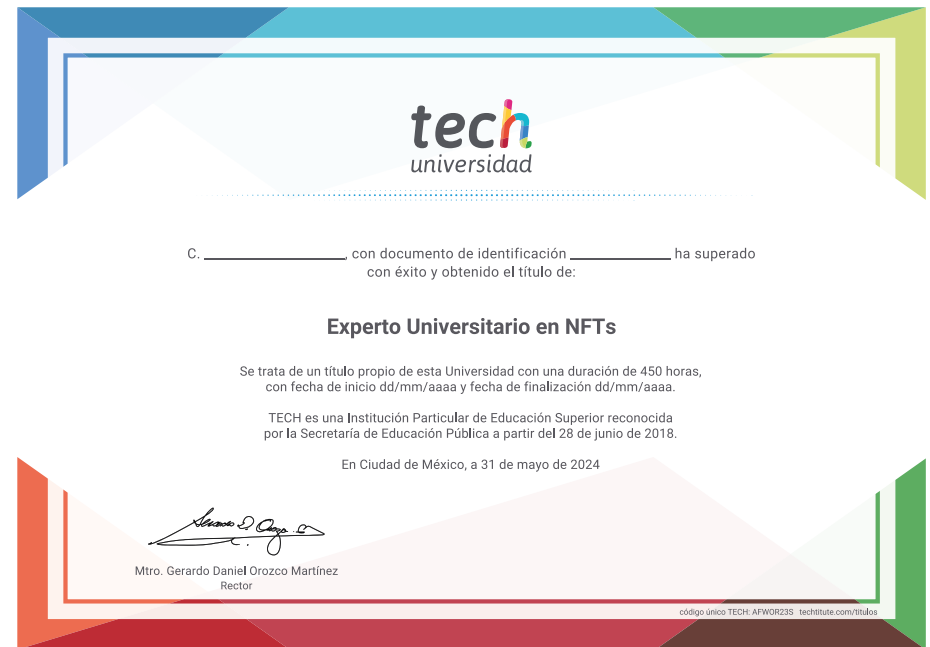 tech
universidad
C. ____________, con documento de identificación ____________ ha superado
con éxito y obtenido el título de:
Experto Universitario en NFTs
Se trata de un título propio de esta Universidad con una duración de 450 horas,
con fecha de inicio dd/mm/aaaa y fecha de finalización dd/mm/aaaa.
TECH es una Institución Particular de Educación Superior reconocida
por la Secretaría de Educación Pública a partir del 28 de junio de 2018.
En Ciudad de México, a 31 de mayo de 2024
Mtro. Gerardo Daniel Orozco Martínez
Rector
código único TECH: AFWOR23S techtitute.com/titulos